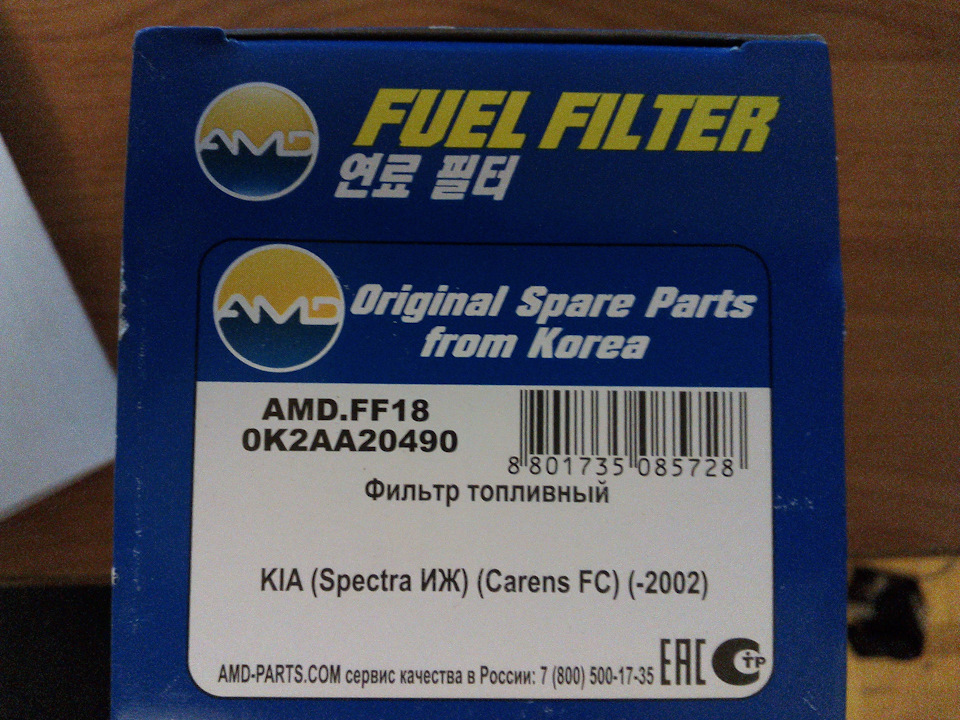 AMD
FUEL FILTER
연료 필터
AMD
Original Spare Parts
from Korea
AMD.FF18
0K2AA20490
8 801735 085728
Фильтр топливный
KIA (Spectra ИЖ) (Carens FC) (-2002)
AMD-PARTS.COM сервис качества в России: 7 (800) 500-17-35
EAC
СТР